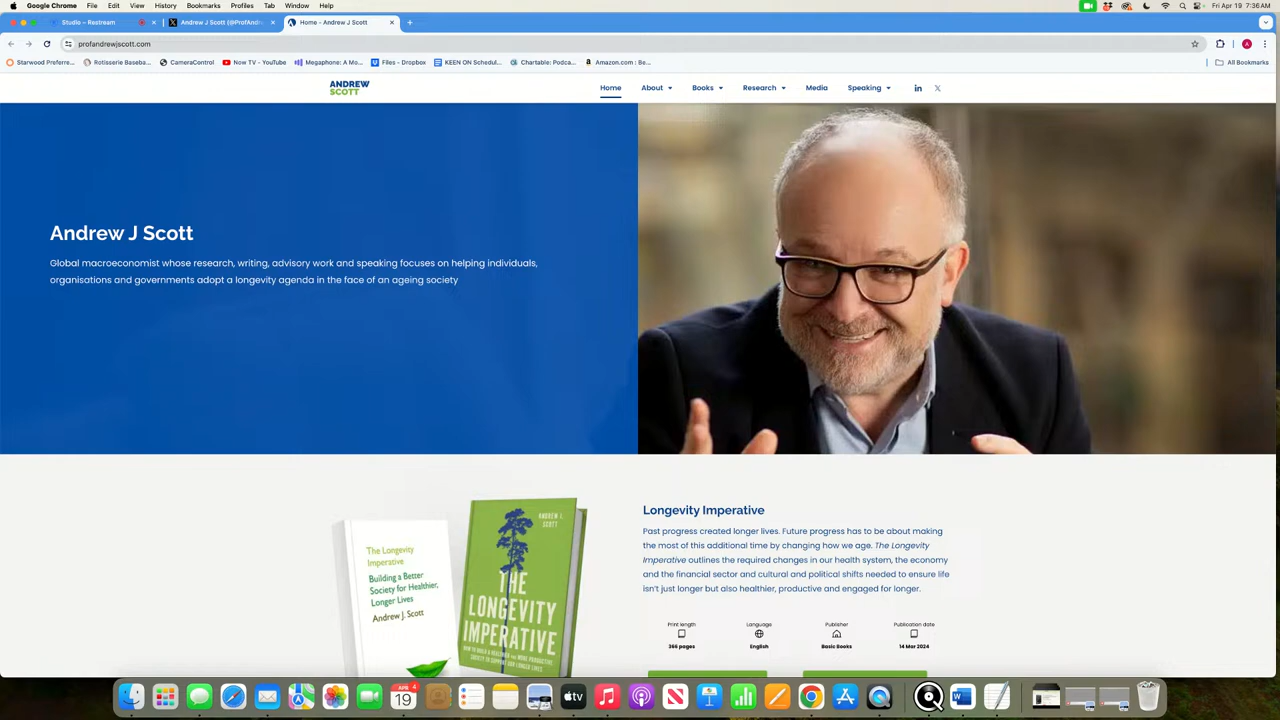 Google Chrome File Edit View History Bookmarks Profiles Tab Window Help Fri Apr 19 7:36AM
Studio – Restream Andrew J Scott (@ProfAndre Home - Andrew J Scott
profandrewjscott.com
Starwood Preferre... Rotisserie Baseba... CameraControl Now TV - YouTube Megaphone: A Mo... Files - Dropbox KEEN ON Schedul... Chartable: Podca... Amazon.com : Be... All Bookmarks
ANDREW
SCOTT
Home About Books Research Media Speaking
Andrew J Scott
Global macroeconomist whose research, writing, advisory work and speaking focuses on helping individuals,
organisations and governments adopt a longevity agenda in the face of an ageing society
The Longevity
Imperative
Building a Better
Society for Healthier,
Longer Lives
Andrew J. Scott
ANDREW J.
SCOTT
THE
LONGEVITY
IMPERATIVE
HOW TO BUILD A HEALTHIER AND MORE PRODUCTIVE
SOCIETY TO SUPPORT OUR LONGER LIVES
Longevity Imperative
Past progress created longer lives. Future progress has to be about making
the most of this additional time by changing how we age. The Longevity
Imperative outlines the required changes in our health system, the economy
and the financial sector and cultural and political shifts needed to ensure life
isn't just longer but also healthier, productive and engaged for longer.
Print length Language Publisher Publication date
366 pages English Basic Books 14 Mar 2024
APR
19